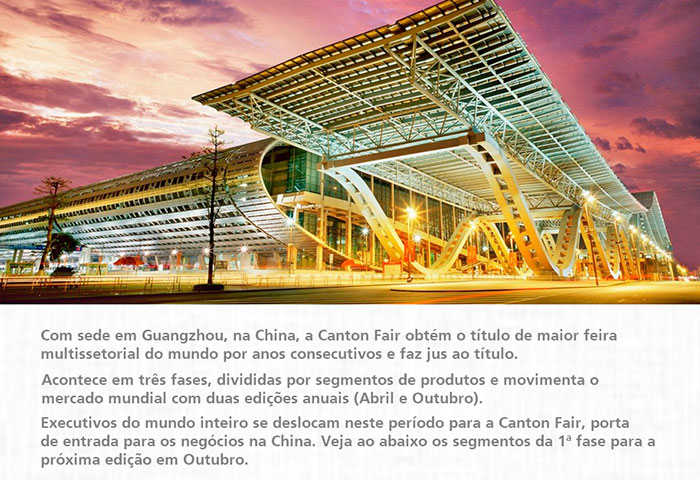 Com sede em Guangzhou, na China, a Canton Fair obtém o título de maior feira
multissetorial do mundo por anos consecutivos e faz jus ao título.
Acontece em três fases, divididas por segmentos de produtos e movimenta o
mercado mundial com duas edições anuais (Abril e Outubro).
Executivos do mundo inteiro se deslocam neste período para a Canton Fair, porta
de entrada para os negócios na China. Veja ao abaixo os segmentos da 1ª fase para a
próxima edição em Outubro.